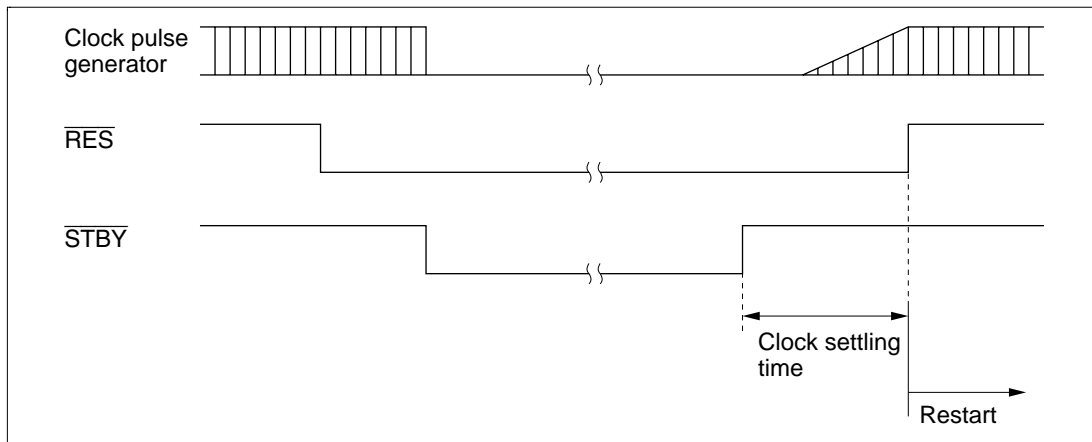 Clock pulse
generator
RES
STBY
Clock settling
time
Restart